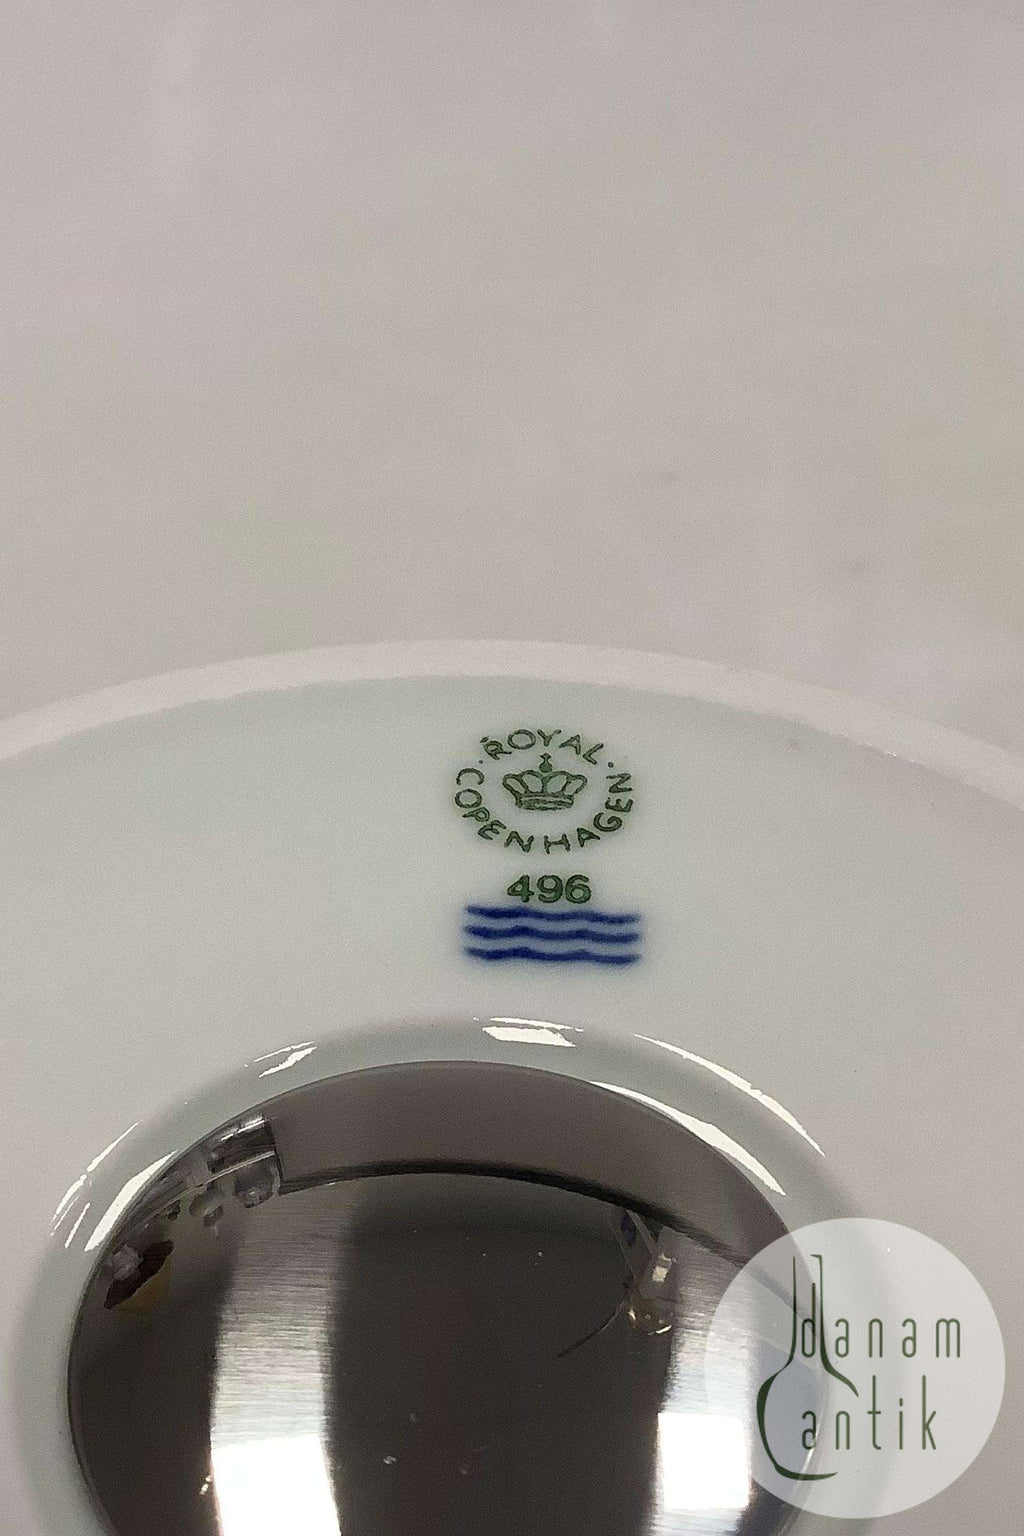 ROYAL
COPENHAGEN
496
danam
antik